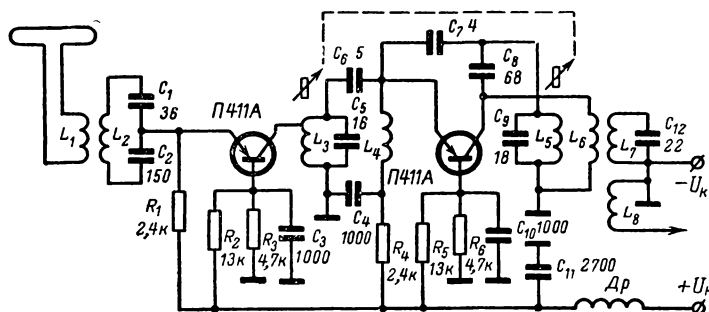 C7 4
C6 5
C8
68
C1
36
П411А
C5
16
L1
L2
L3
L4
C9
18
L5
L6
L7
C12
22
C2
150
П411А
−Uк
R1
2,4к
R2
13к
R3
4,7к
C3
1000
C4
1000
R4
2,4к
R5
13к
R6
4,7к
C10 1000
L8
C11 2700
Др
+Uк